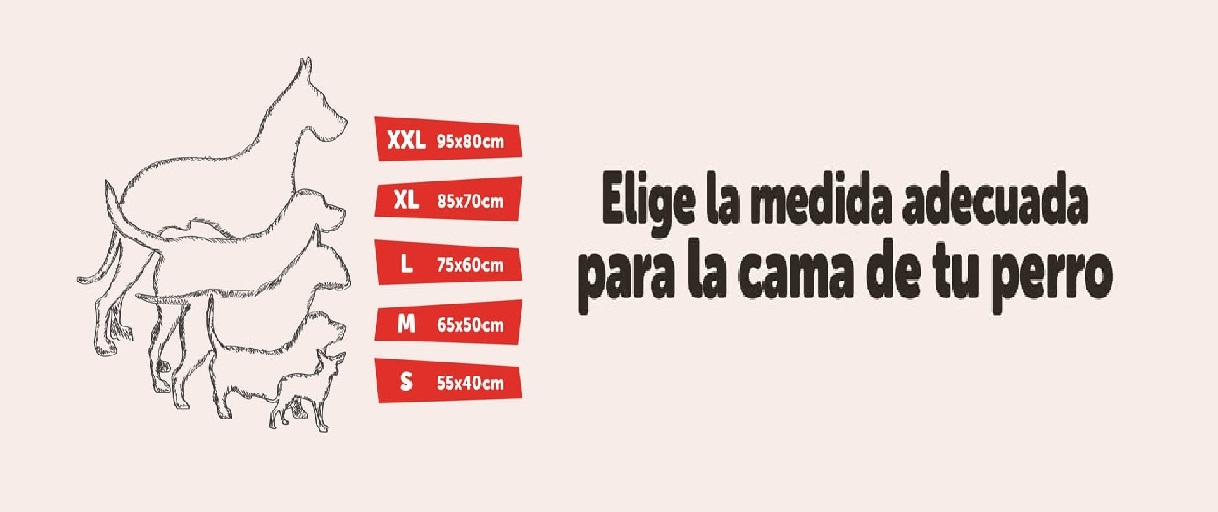 XXL 95x80cm
XL 85x70cm
L 75x60cm
M 65x50cm
S 55x40cm
Elige la medida adecuada
para la cama de tu perro